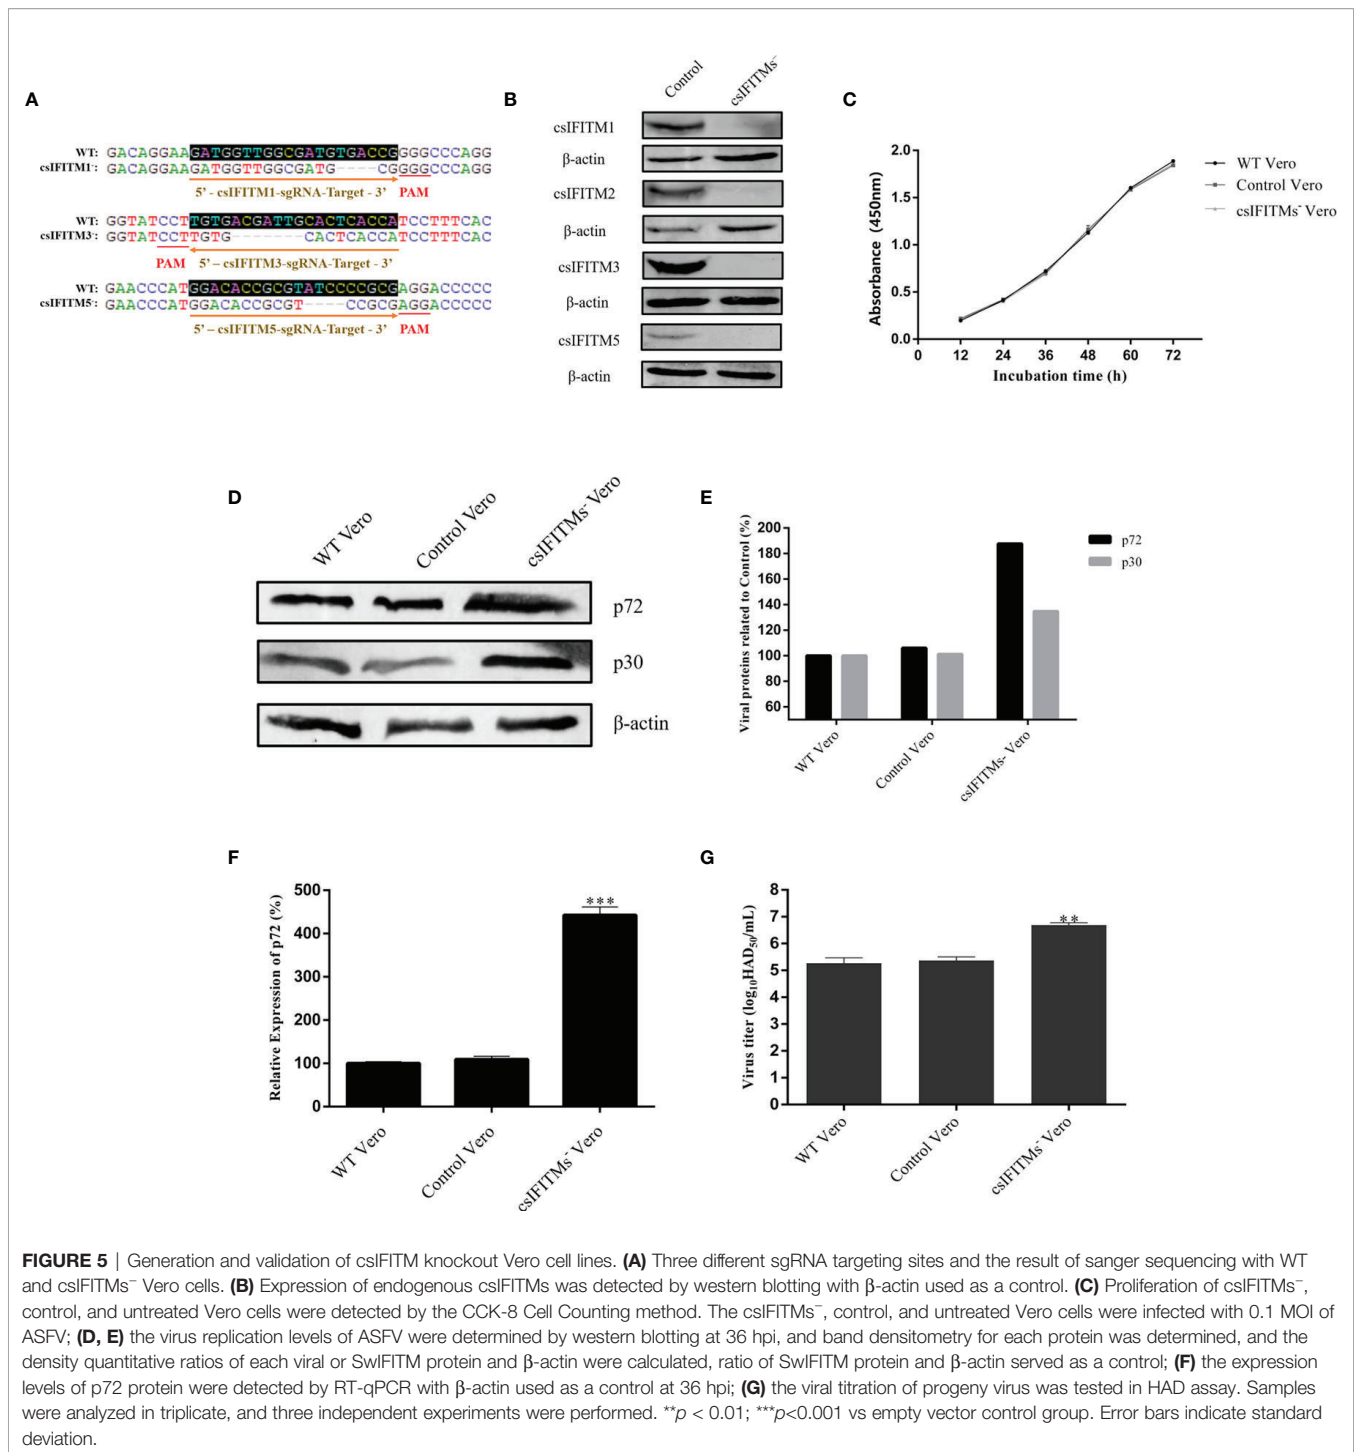 A
WT: GACAGGAAGATGGTTGGCGATGTGACCGGGGCCCAGG
csIFITM1-: GACAGGAAGATGGTTGGCGATG----CGGGGCCCAGG
5' - csIFITM1-sgRNA-Target - 3' PAM
WT: GGTATCCTTGTGACGATTGCACTCACCATCCTTTCAC
csIFITM3-: GGTATCCTTGTG-------CACTCACCATCCTTTCAC
PAM 5' – csIFITM3-sgRNA-Target - 3'
WT: GAACCCATGGACACCGCGTATCCCCGCGAGGACCCCC
csIFITM5-: GAACCCATGGACACCGCGT----CCGCGAGGACCCCC
5' – csIFITM5-sgRNA-Target - 3' PAM
B
Control csIFITMs-
csIFITM1
β-actin
csIFITM2
β-actin
csIFITM3
β-actin
csIFITM5
β-actin
C
Absorbance (450nm)
2.0
1.5
1.0
0.5
0.0
0 12 24 36 48 60 72
Incubation time (h)
WT Vero
Control Vero
csIFITMs- Vero
D
WT Vero Control Vero csIFITMs- Vero
p72
p30
β-actin
E
Viral proteins related to Control (%)
200
180
160
140
120
100
80
60
WT Vero Control Vero csIFITMs- Vero
p72
p30
F
Relative Expression of p72 (%)
500
400
300
200
100
0
***
WT Vero Control Vero csIFITMs- Vero
G
Virus titer (log10HAD50/mL)
8
7
6
5
4
3
2
1
0
**
WT Vero Control Vero csIFITMs- Vero
FIGURE 5 | Generation and validation of csIFITM knockout Vero cell lines. (A) Three different sgRNA targeting sites and the result of sanger sequencing with WT
and csIFITMs− Vero cells. (B) Expression of endogenous csIFITMs was detected by western blotting with β-actin used as a control. (C) Proliferation of csIFITMs−,
control, and untreated Vero cells were detected by the CCK-8 Cell Counting method. The csIFITMs−, control, and untreated Vero cells were infected with 0.1 MOI of
ASFV; (D, E) the virus replication levels of ASFV were determined by western blotting at 36 hpi, and band densitometry for each protein was determined, and the
density quantitative ratios of each viral or SwIFITM protein and β-actin were calculated, ratio of SwIFITM protein and β-actin served as a control; (F) the expression
levels of p72 protein were detected by RT-qPCR with β-actin used as a control at 36 hpi; (G) the viral titration of progeny virus was tested in HAD assay. Samples
were analyzed in triplicate, and three independent experiments were performed. **p < 0.01; ***p<0.001 vs empty vector control group. Error bars indicate standard
deviation.